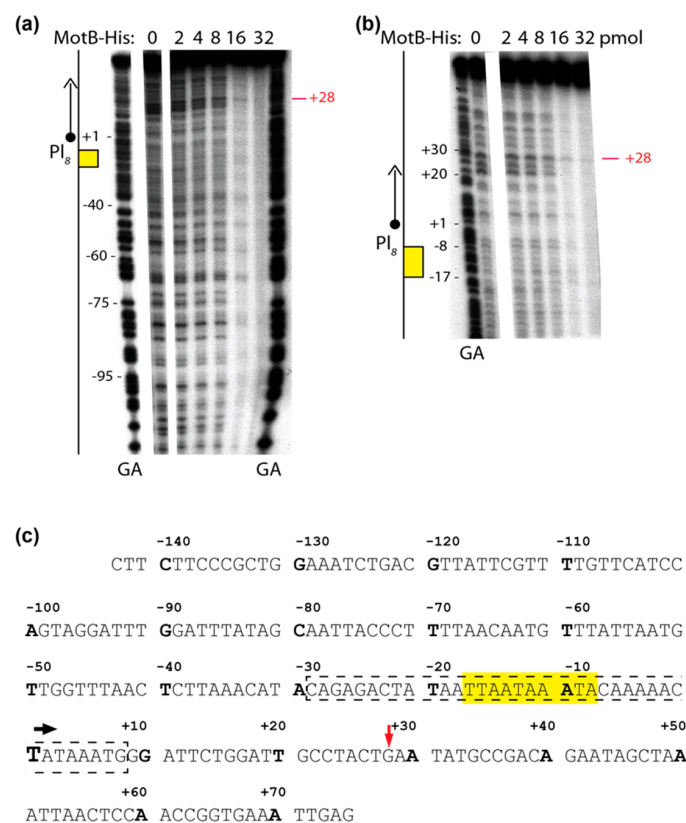 (a)
MotB-His: 0 2 4 8 16 32
+28
+1 -
PI8
-40 -
-60 -
-75-
-95 -
GA GA
(b)
MotB-His: 0 2 4 8 16 32 pmol
+30 -
+28
+20 -
+1 -
PI8
-8 -
-17 -
GA
(c)
-140 -130 -120 -110
CTT CTTCCCGCTG GAAATCTGAC GTTATTCGTT TTGTTCATCC
-100 -90 -80 -70 -60
AGTAGGATTT GGATTTATAG CAATTACCCT TTTAACAATG TTTATTAATG
-50 -40 -30 -20 -10
TTGGTTTAAC TCTTAAACAT ACAGAGACTA TAATTAATAA ATACAAAAAC
+10 +20 +30 +40 +50
TATAAATGGG ATTCTGGATT GCCTACTGAA TATGCCGACA GAATAGCTAA
+60 +70
ATTAACTCCA ACCGGTGAAA TTGAG